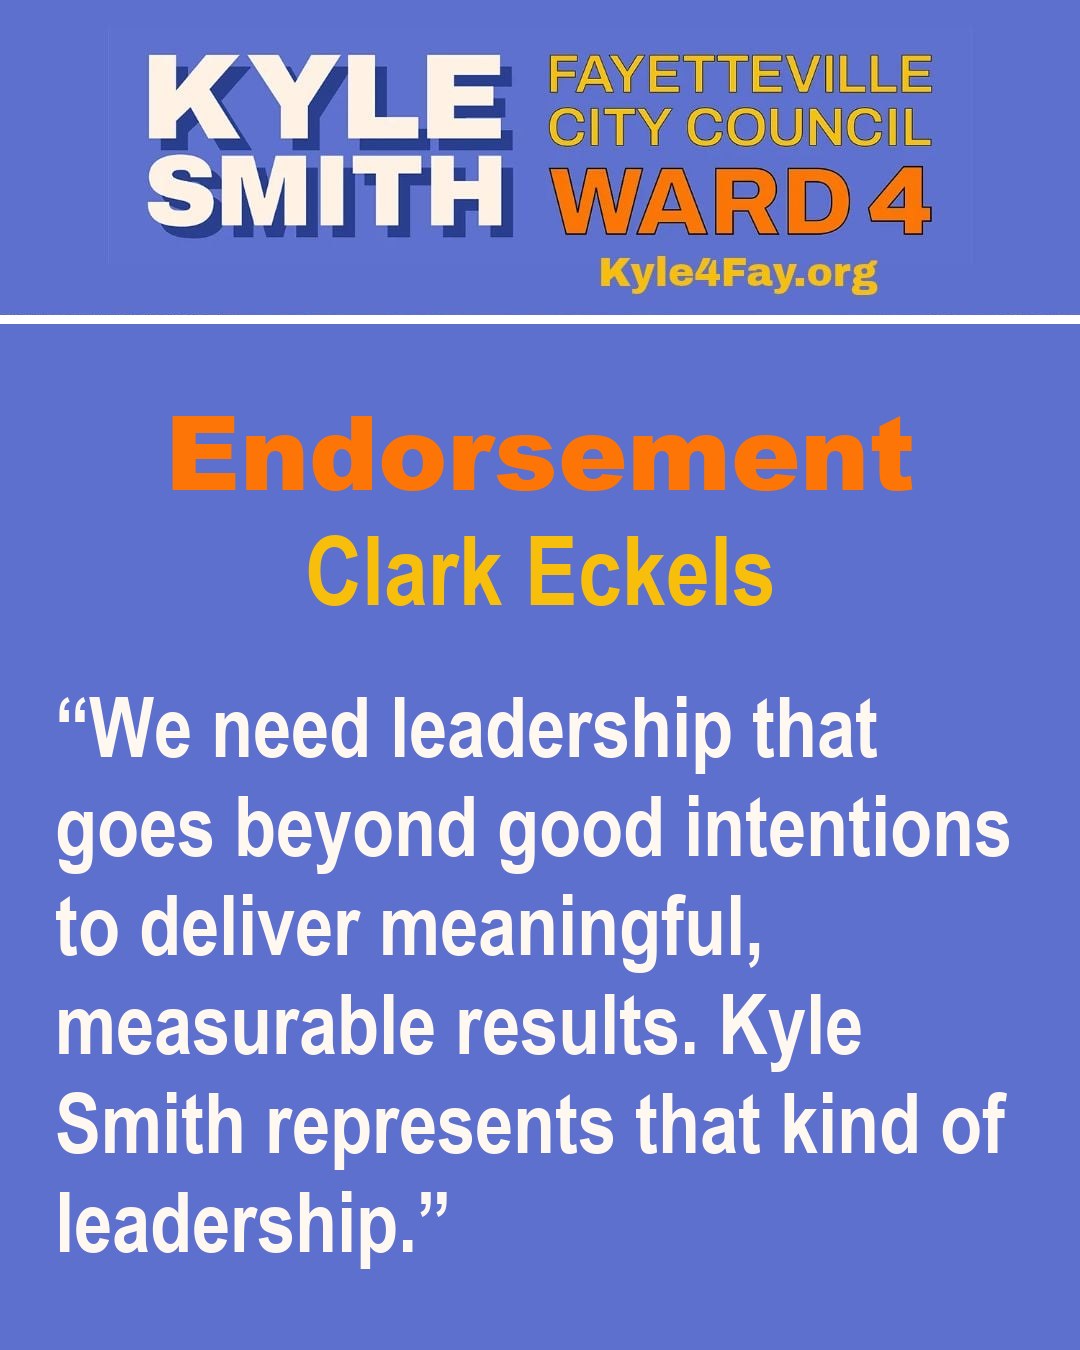 KYLE
SMITH
FAYETTEVILLE
CITY COUNCIL
WARD 4
Kyle4Fay.org
Endorsement
Clark Eckels
“We need leadership that
goes beyond good intentions
to deliver meaningful,
measurable results. Kyle
Smith represents that kind of
leadership.”